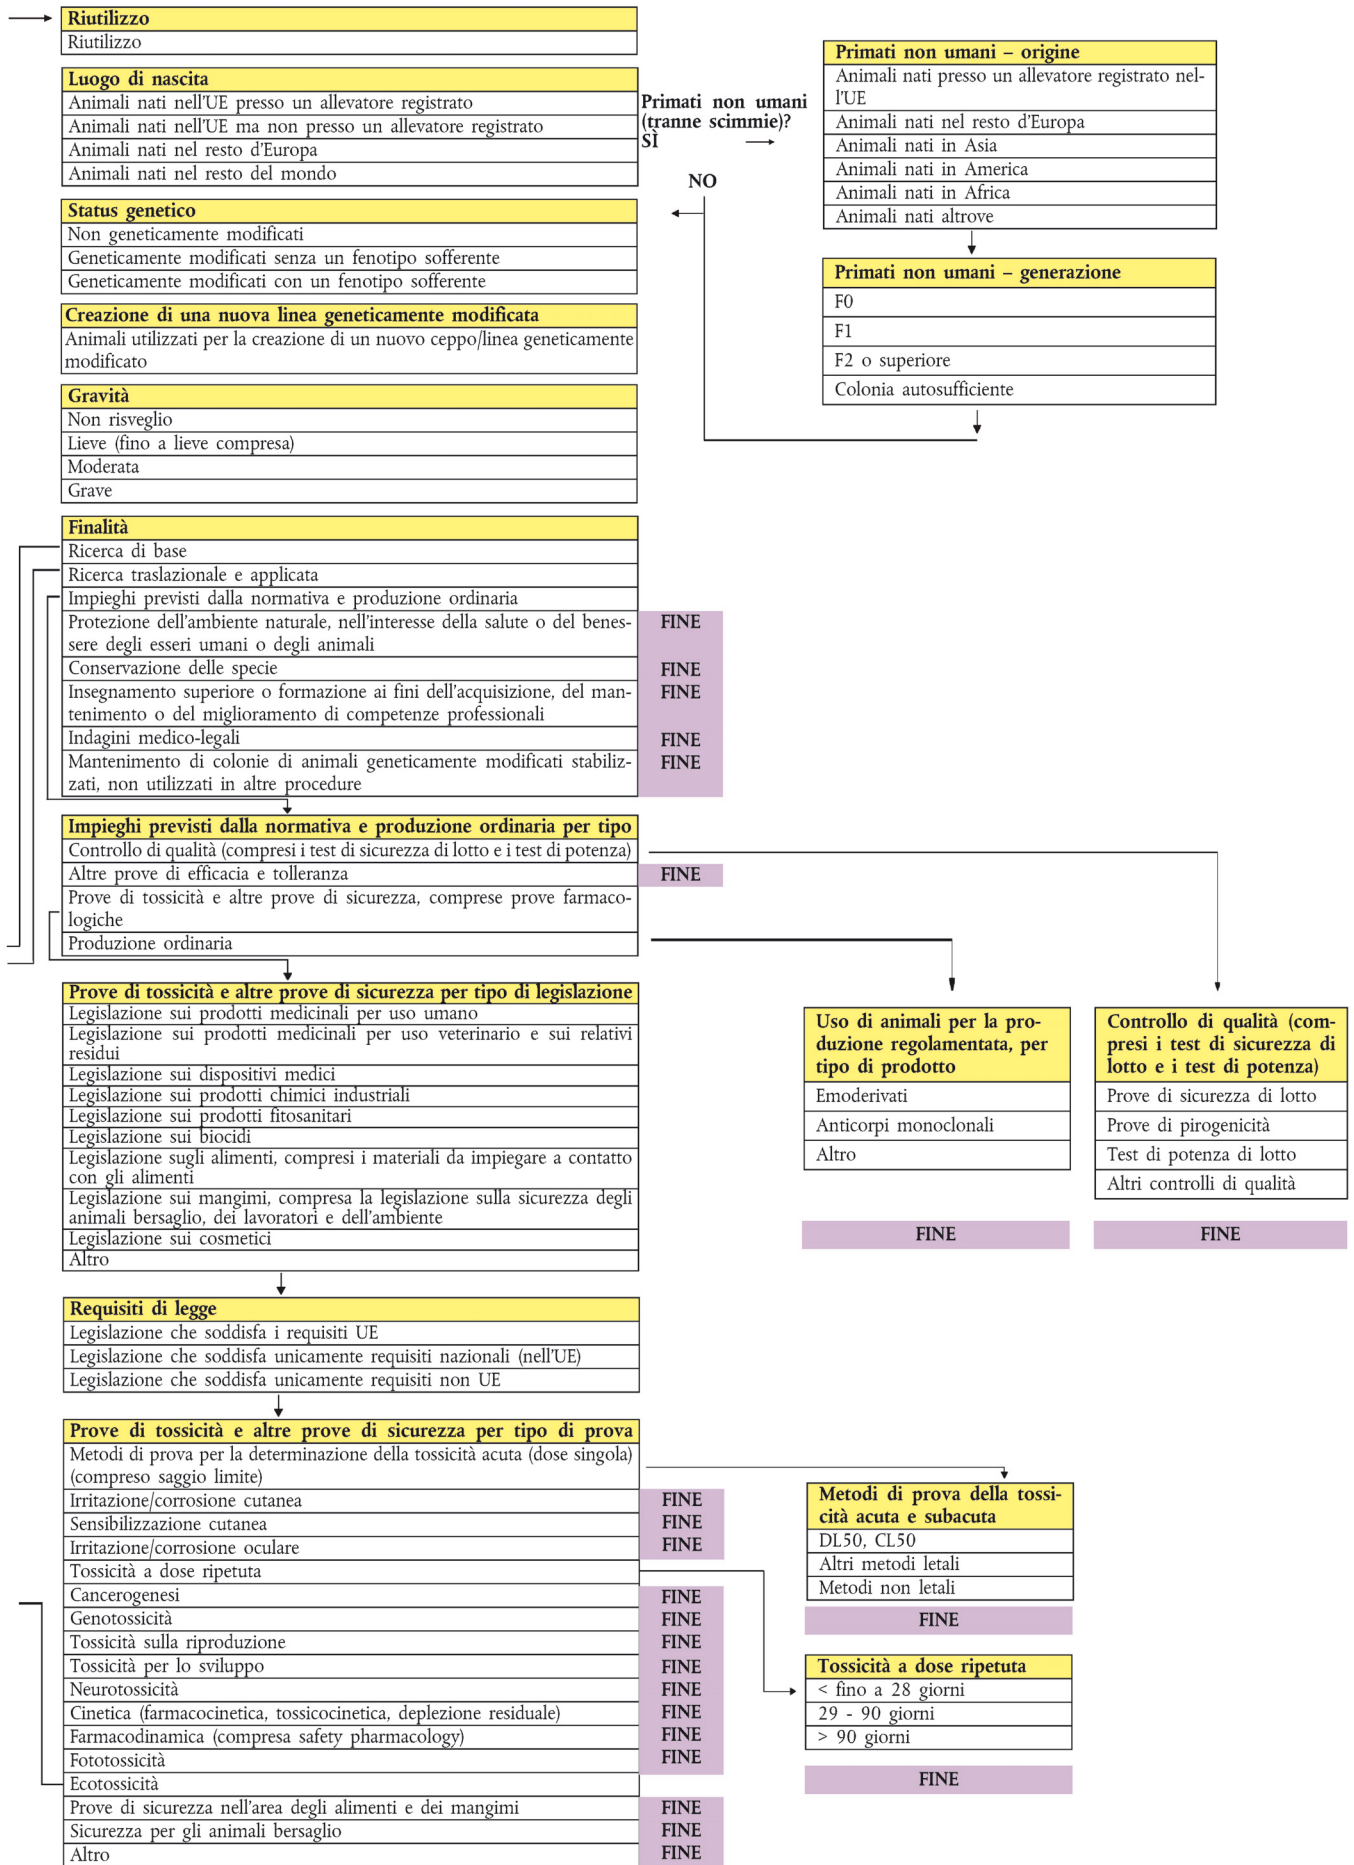 Riutilizzo
Riutilizzo
Luogo di nascita
Animali nati nell'UE presso un allevatore registrato
Animali nati nell'UE ma non presso un allevatore registrato
Animali nati nel resto d'Europa
Animali nati nel resto del mondo
Primati non umani
(tranne scimmie)?
SÌ
NO
Primati non umani – origine
Animali nati presso un allevatore registrato nel-
l'UE
Animali nati nel resto d'Europa
Animali nati in Asia
Animali nati in America
Animali nati in Africa
Animali nati altrove
Primati non umani – generazione
F0
F1
F2 o superiore
Colonia autosufficiente
Status genetico
Non geneticamente modificati
Geneticamente modificati senza un fenotipo sofferente
Geneticamente modificati con un fenotipo sofferente
Creazione di una nuova linea geneticamente modificata
Animali utilizzati per la creazione di un nuovo ceppo/linea geneticamente
modificato
Gravità
Non risveglio
Lieve (fino a lieve compresa)
Moderata
Grave
Finalità
Ricerca di base
Ricerca traslazionale e applicata
Impieghi previsti dalla normativa e produzione ordinaria
Protezione dell'ambiente naturale, nell'interesse della salute o del benes-
sere degli esseri umani o degli animali
FINE
Conservazione delle specie
FINE
Insegnamento superiore o formazione ai fini dell'acquisizione, del man-
tenimento o del miglioramento di competenze professionali
FINE
Indagini medico-legali
FINE
Mantenimento di colonie di animali geneticamente modificati stabiliz-
zati, non utilizzati in altre procedure
FINE
Impieghi previsti dalla normativa e produzione ordinaria per tipo
Controllo di qualità (compresi i test di sicurezza di lotto e i test di potenza)
Altre prove di efficacia e tolleranza
FINE
Prove di tossicità e altre prove di sicurezza, comprese prove farmaco-
logiche
Produzione ordinaria
Prove di tossicità e altre prove di sicurezza per tipo di legislazione
Legislazione sui prodotti medicinali per uso umano
Legislazione sui prodotti medicinali per uso veterinario e sui relativi
residui
Legislazione sui dispositivi medici
Legislazione sui prodotti chimici industriali
Legislazione sui prodotti fitosanitari
Legislazione sui biocidi
Legislazione sugli alimenti, compresi i materiali da impiegare a contatto
con gli alimenti
Legislazione sui mangimi, compresa la legislazione sulla sicurezza degli
animali bersaglio, dei lavoratori e dell'ambiente
Legislazione sui cosmetici
Altro
Uso di animali per la pro-
duzione regolamentata, per
tipo di prodotto
Emoderivati
Anticorpi monoclonali
Altro
FINE
Controllo di qualità (com-
presi i test di sicurezza di
lotto e i test di potenza)
Prove di sicurezza di lotto
Prove di pirogenicità
Test di potenza di lotto
Altri controlli di qualità
FINE
Requisiti di legge
Legislazione che soddisfa i requisiti UE
Legislazione che soddisfa unicamente requisiti nazionali (nell'UE)
Legislazione che soddisfa unicamente requisiti non UE
Prove di tossicità e altre prove di sicurezza per tipo di prova
Metodi di prova per la determinazione della tossicità acuta (dose singola)
(compreso saggio limite)
Irritazione/corrosione cutanea
FINE
Sensibilizzazione cutanea
FINE
Irritazione/corrosione oculare
FINE
Tossicità a dose ripetuta
Cancerogenesi
FINE
Genotossicità
FINE
Tossicità sulla riproduzione
FINE
Tossicità per lo sviluppo
FINE
Neurotossicità
FINE
Cinetica (farmacocinetica, tossicocinetica, deplezione residuale)
FINE
Farmacodinamica (compresa safety pharmacology)
FINE
Fototossicità
FINE
Ecotossicità
Prove di sicurezza nell'area degli alimenti e dei mangimi
FINE
Sicurezza per gli animali bersaglio
FINE
Altro
FINE
Metodi di prova della tossi-
cità acuta e subacuta
DL50, CL50
Altri metodi letali
Metodi non letali
FINE
Tossicità a dose ripetuta
< fino a 28 giorni
29 - 90 giorni
> 90 giorni
FINE